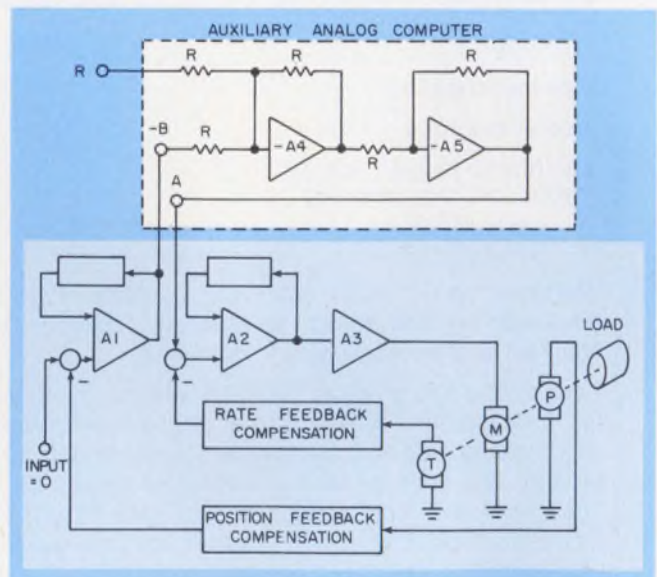 AUXILIARY ANALOG COMPUTER
R
R
R
R
-B
R
-A4
R
-A5
A
A1
A2
A3
LOAD
-
-
RATE FEEDBACK
COMPENSATION
T
M
P
INPUT
= 0
POSITION FEEDBACK
COMPENSATION